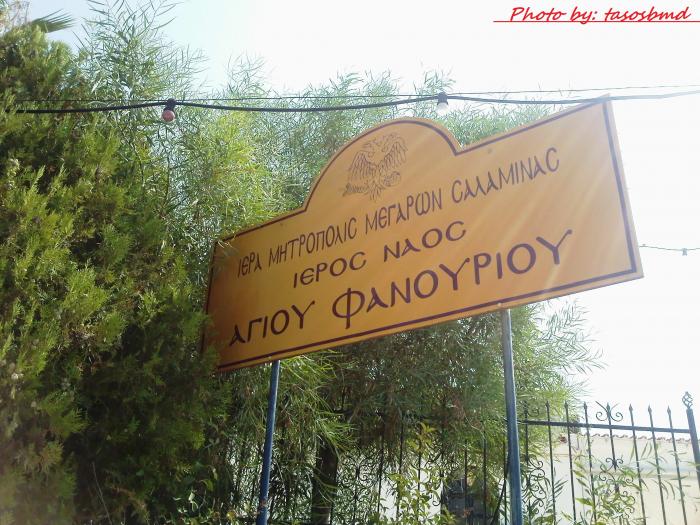 Photo by: tasosbmd
ΙΕΡΑ ΜΗΤΡΟΠΟΛΙΣ ΜΕΓΑΡΩΝ ΣΑΛΑΜΙΝΑΣ
ΙΕΡΟΣ ΝΑΟΣ
ΑΓΙΟΥ ΦΑΝΟΥΡΙΟΥ